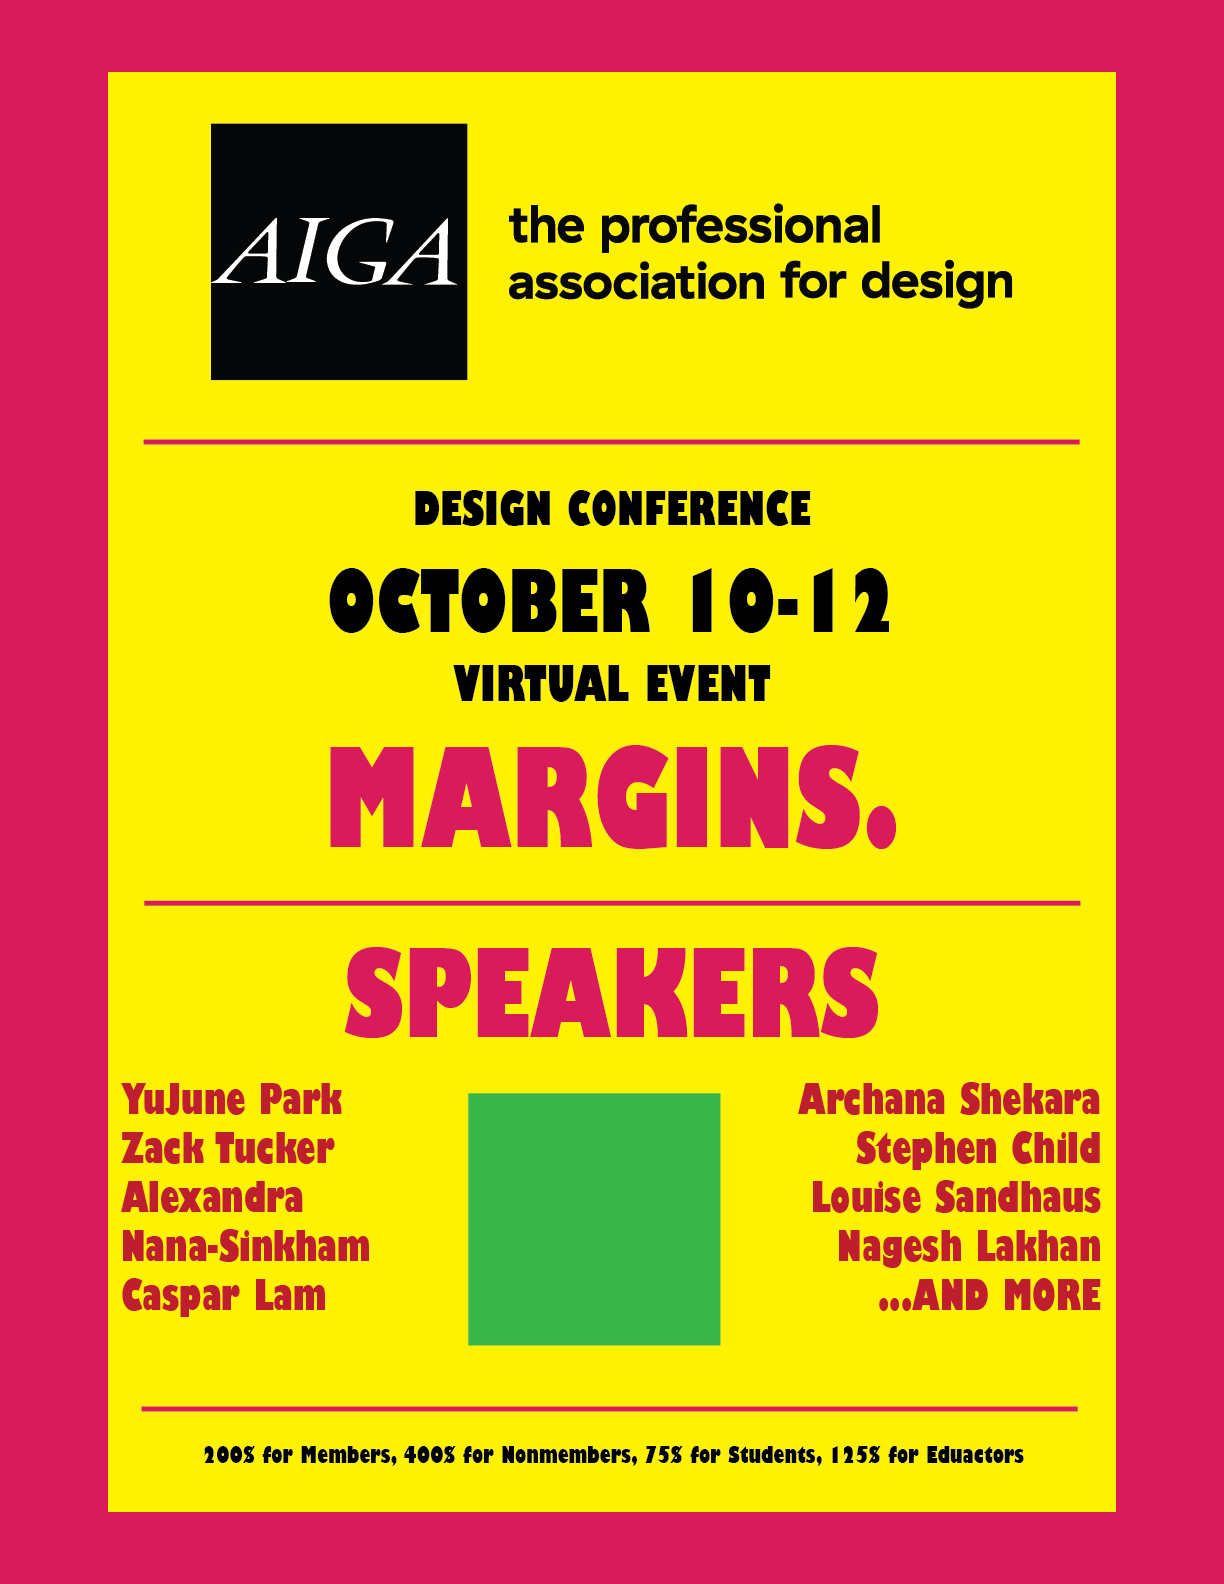 AIGA
the professional
association for design
DESIGN CONFERENCE
OCTOBER 10-12
VIRTUAL EVENT
MARGINS.
SPEAKERS
YuJune Park
Zack Tucker
Alexandra
Nana-Sinkham
Caspar Lam
Archana Shekara
Stephen Child
Louise Sandhaus
Nagesh Lakhan
...AND MORE
200$ for Members, 400$ for Nonmembers, 75$ for Students, 125$ for Eduactors